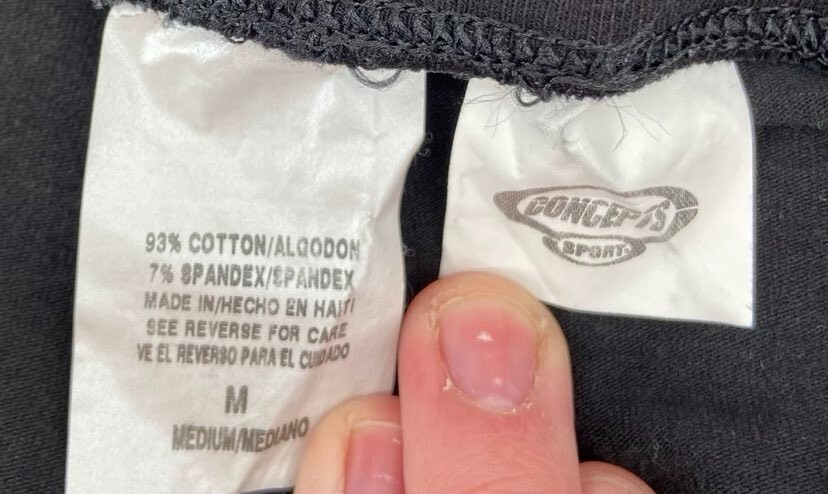 93% COTTON/ALGODON
7% SPANDEX/SPANDEX
MADE IN/HECHO EN HAITI
SEE REVERSE FOR CARE
VE EL REVERSO PARA EL CUIDADO
M
MEDIUM/MEDIANO
CONCEPTS
SPORT